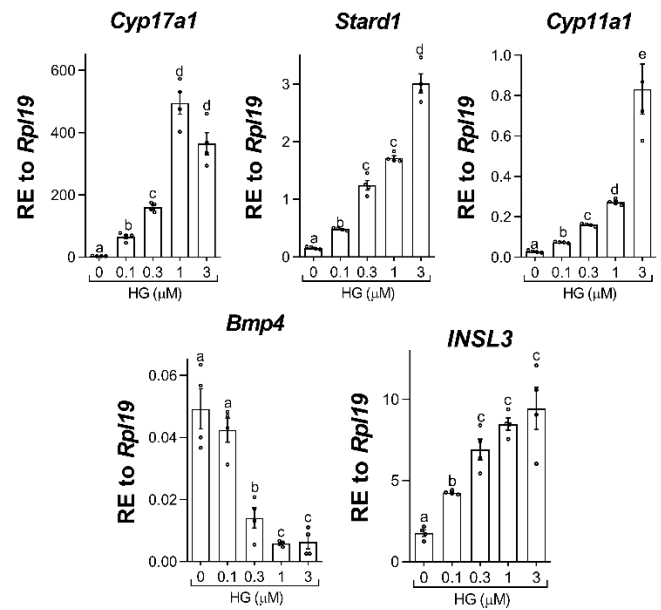 Cyp17a1
RE to Rpl19
600
400
200
0
a
b
c
d
d
0 0.1 0.3 1 3
HG (μM)
Stard1
RE to Rpl19
3
2
1
0
a
b
c
c
d
0 0.1 0.3 1 3
HG (μM)
Cyp11a1
RE to Rpl19
1.0
0.8
0.6
0.4
0.2
0.0
a
b
c
d
e
0 0.1 0.3 1 3
HG (μM)
Bmp4
RE to Rpl19
0.06
0.04
0.02
0.00
a
a
b
c
c
0 0.1 0.3 1 3
HG (μM)
INSL3
RE to Rpl19
10
5
0
a
b
c
c
c
0 0.1 0.3 1 3
HG (μM)